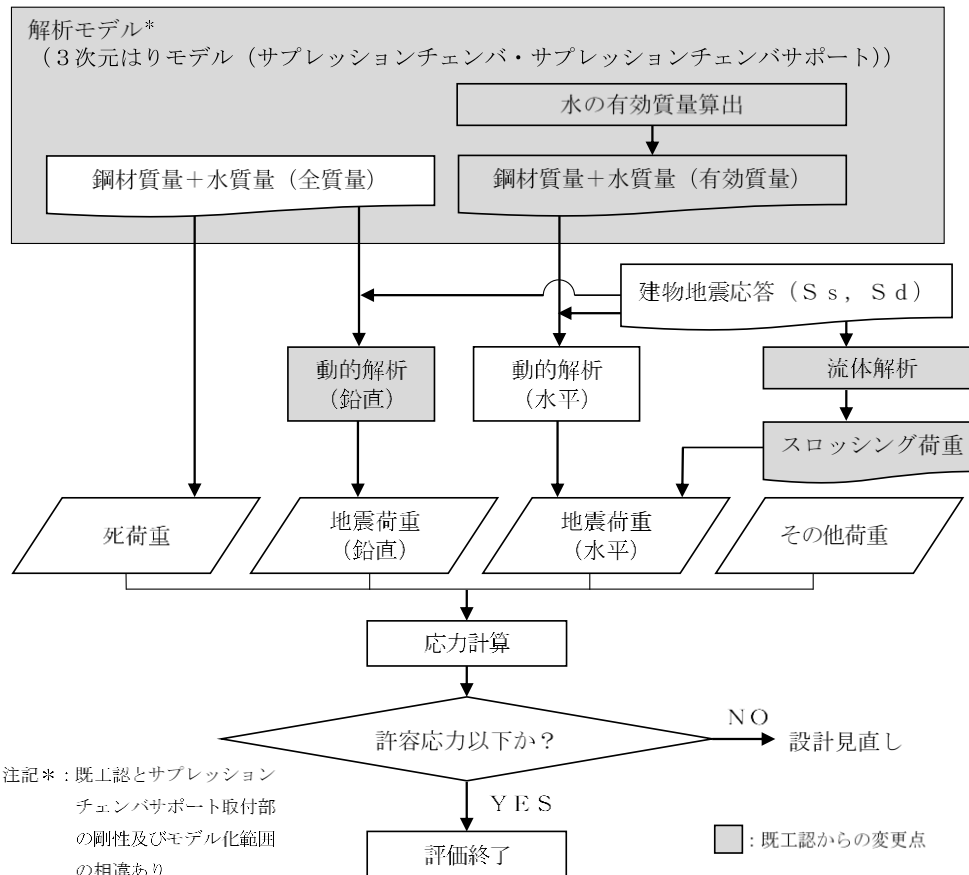 解析モデル*
（３次元はりモデル（サプレッションチェンバ・サプレッションチェンバサポート））
水の有効質量算出
鋼材質量＋水質量（全質量）
鋼材質量＋水質量（有効質量）
建物地震応答（Ｓｓ，Ｓｄ）
動的解析
（鉛直）
動的解析
（水平）
流体解析
スロッシング荷重
死荷重
地震荷重
（鉛直）
地震荷重
（水平）
その他荷重
応力計算
許容応力以下か？
ＮＯ
設計見直し
ＹＥＳ
評価終了
注記＊：既工認とサプレッション
チェンバサポート取付部
の剛性及びモデル化範囲
の相違あり
：既工認からの変更点